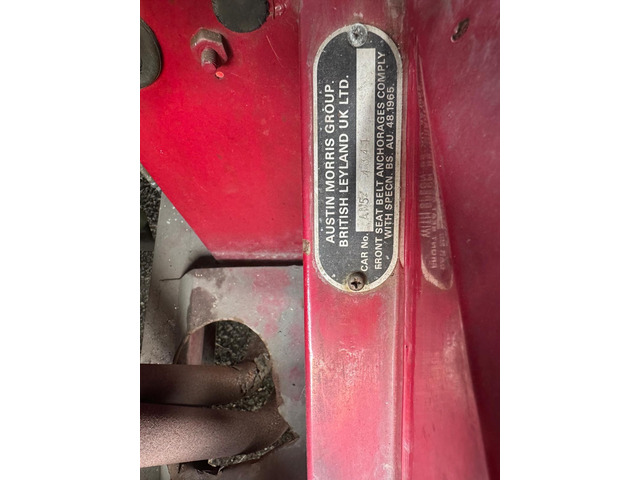 AUSTIN MORRIS GROUP.
BRITISH LEYLAND UK LTD.
CAR No.
FRONT SEAT BELT ANCHORAGES COMPLY
WITH SPECN. BS. AU. 48.1965.